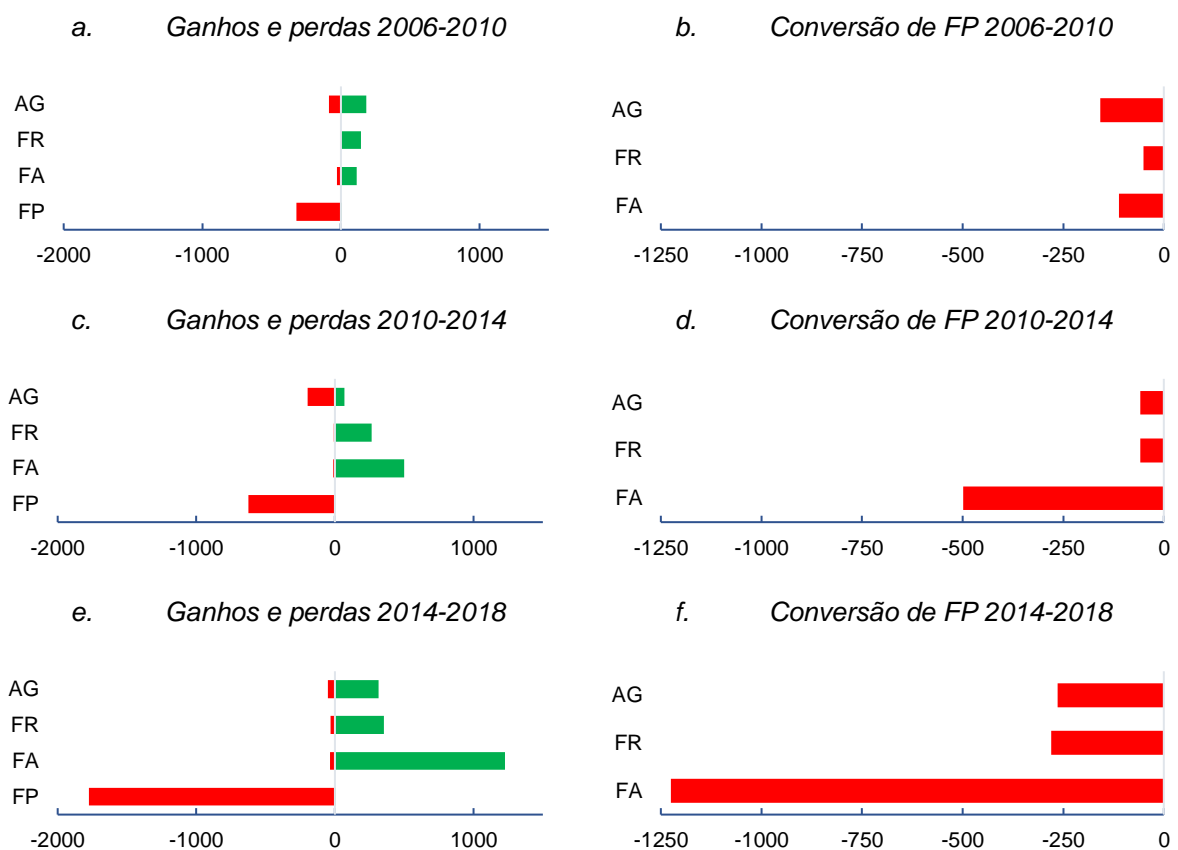 a. Ganhos e perdas 2006-2010
AG
FR
FA
FP
-2000 -1000 0 1000
b. Conversão de FP 2006-2010
AG
FR
FA
-1250 -1000 -750 -500 -250 0
c. Ganhos e perdas 2010-2014
AG
FR
FA
FP
-2000 -1000 0 1000
d. Conversão de FP 2010-2014
AG
FR
FA
-1250 -1000 -750 -500 -250 0
e. Ganhos e perdas 2014-2018
AG
FR
FA
FP
-2000 -1000 0 1000
f. Conversão de FP 2014-2018
AG
FR
FA
-1250 -1000 -750 -500 -250 0